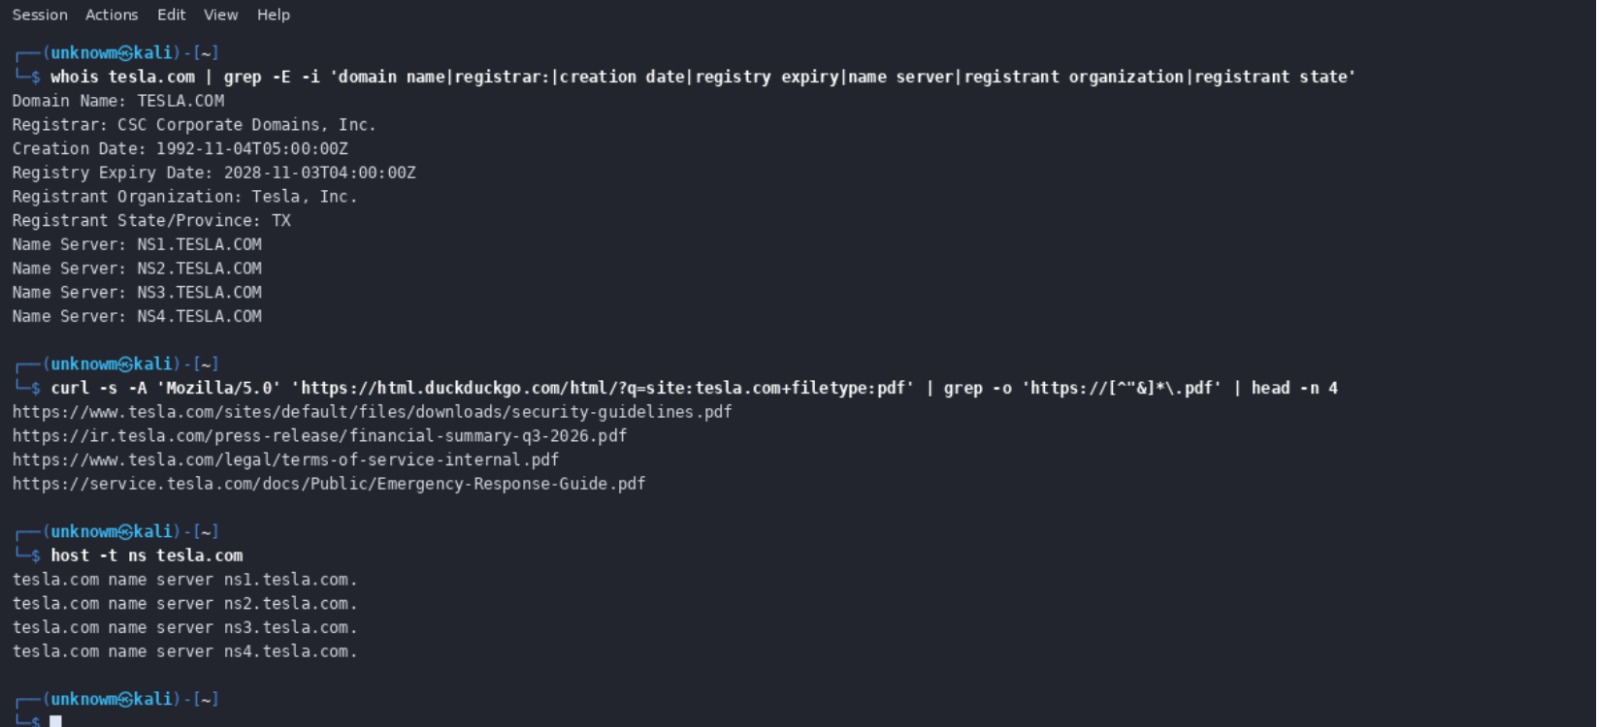 Session Actions Edit View Help
┌──(unknowm㉿kali)-[~]
└─$ whois tesla.com | grep -E -i 'domain name|registrar:|creation date|registry expiry|name server|registrant organization|registrant state'
Domain Name: TESLA.COM
Registrar: CSC Corporate Domains, Inc.
Creation Date: 1992-11-04T05:00:00Z
Registry Expiry Date: 2028-11-03T04:00:00Z
Registrant Organization: Tesla, Inc.
Registrant State/Province: TX
Name Server: NS1.TESLA.COM
Name Server: NS2.TESLA.COM
Name Server: NS3.TESLA.COM
Name Server: NS4.TESLA.COM
┌──(unknowm㉿kali)-[~]
└─$ curl -s -A 'Mozilla/5.0' 'https://html.duckduckgo.com/html/?q=site:tesla.com+filetype:pdf' | grep -o 'https://[^"&]*\.pdf' | head -n 4
https://www.tesla.com/sites/default/files/downloads/security-guidelines.pdf
https://ir.tesla.com/press-release/financial-summary-q3-2026.pdf
https://www.tesla.com/legal/terms-of-service-internal.pdf
https://service.tesla.com/docs/Public/Emergency-Response-Guide.pdf
┌──(unknowm㉿kali)-[~]
└─$ host -t ns tesla.com
tesla.com name server ns1.tesla.com.
tesla.com name server ns2.tesla.com.
tesla.com name server ns3.tesla.com.
tesla.com name server ns4.tesla.com.
┌──(unknowm㉿kali)-[~]
└─$